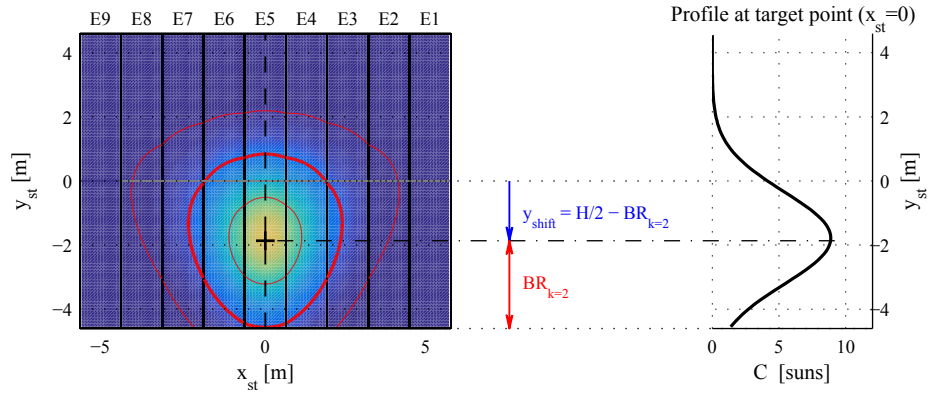 E9 E8 E7 E6 E5 E4 E3 E2 E1
Profile at target point (x_st=0)
4
2
0
−2
−4
y_st [m]
−5 0 5
x_st [m]
y_shift = H/2 − BR_k=2
BR_k=2
4
2
0
−2
−4
y_st [m]
0 5 10
C [suns]